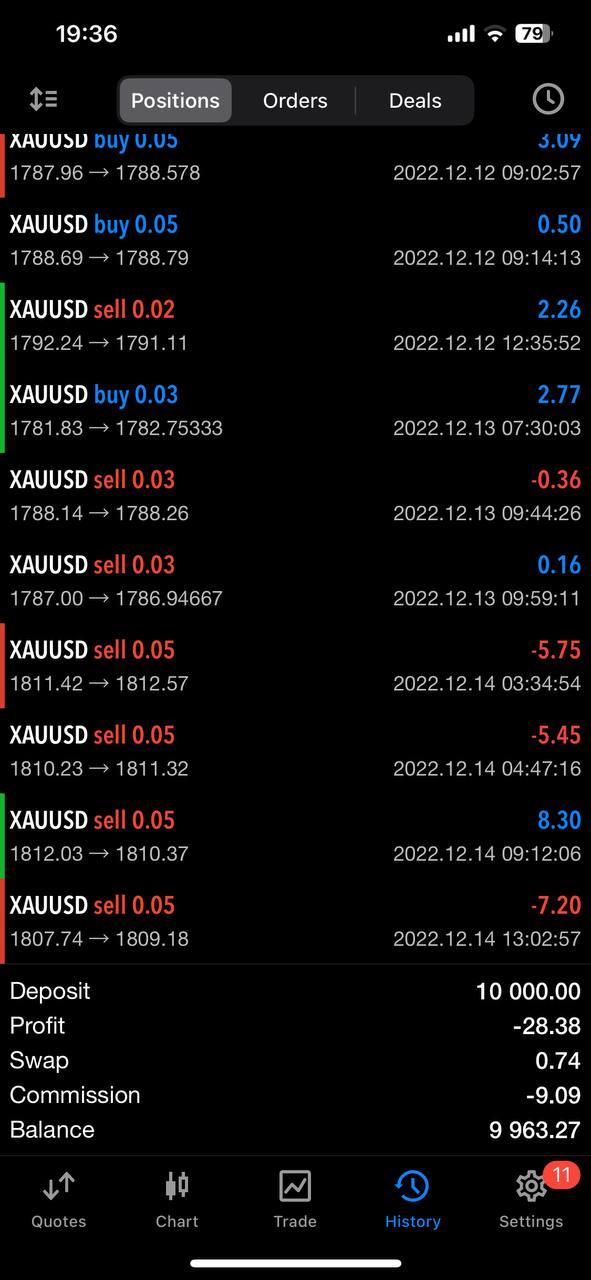 19:36
79
Positions
Orders
Deals
XAUUSD buy 0.05 3.09
1787.96 → 1788.578 2022.12.12 09:02:57
XAUUSD buy 0.05 0.50
1788.69 → 1788.79 2022.12.12 09:14:13
XAUUSD sell 0.02 2.26
1792.24 → 1791.11 2022.12.12 12:35:52
XAUUSD buy 0.03 2.77
1781.83 → 1782.75333 2022.12.13 07:30:03
XAUUSD sell 0.03 -0.36
1788.14 → 1788.26 2022.12.13 09:44:26
XAUUSD sell 0.03 0.16
1787.00 → 1786.94667 2022.12.13 09:59:11
XAUUSD sell 0.05 -5.75
1811.42 → 1812.57 2022.12.14 03:34:54
XAUUSD sell 0.05 -5.45
1810.23 → 1811.32 2022.12.14 04:47:16
XAUUSD sell 0.05 8.30
1812.03 → 1810.37 2022.12.14 09:12:06
XAUUSD sell 0.05 -7.20
1807.74 → 1809.18 2022.12.14 13:02:57
Deposit 10 000.00
Profit -28.38
Swap 0.74
Commission -9.09
Balance 9 963.27
11
Quotes
Chart
Trade
History
Settings